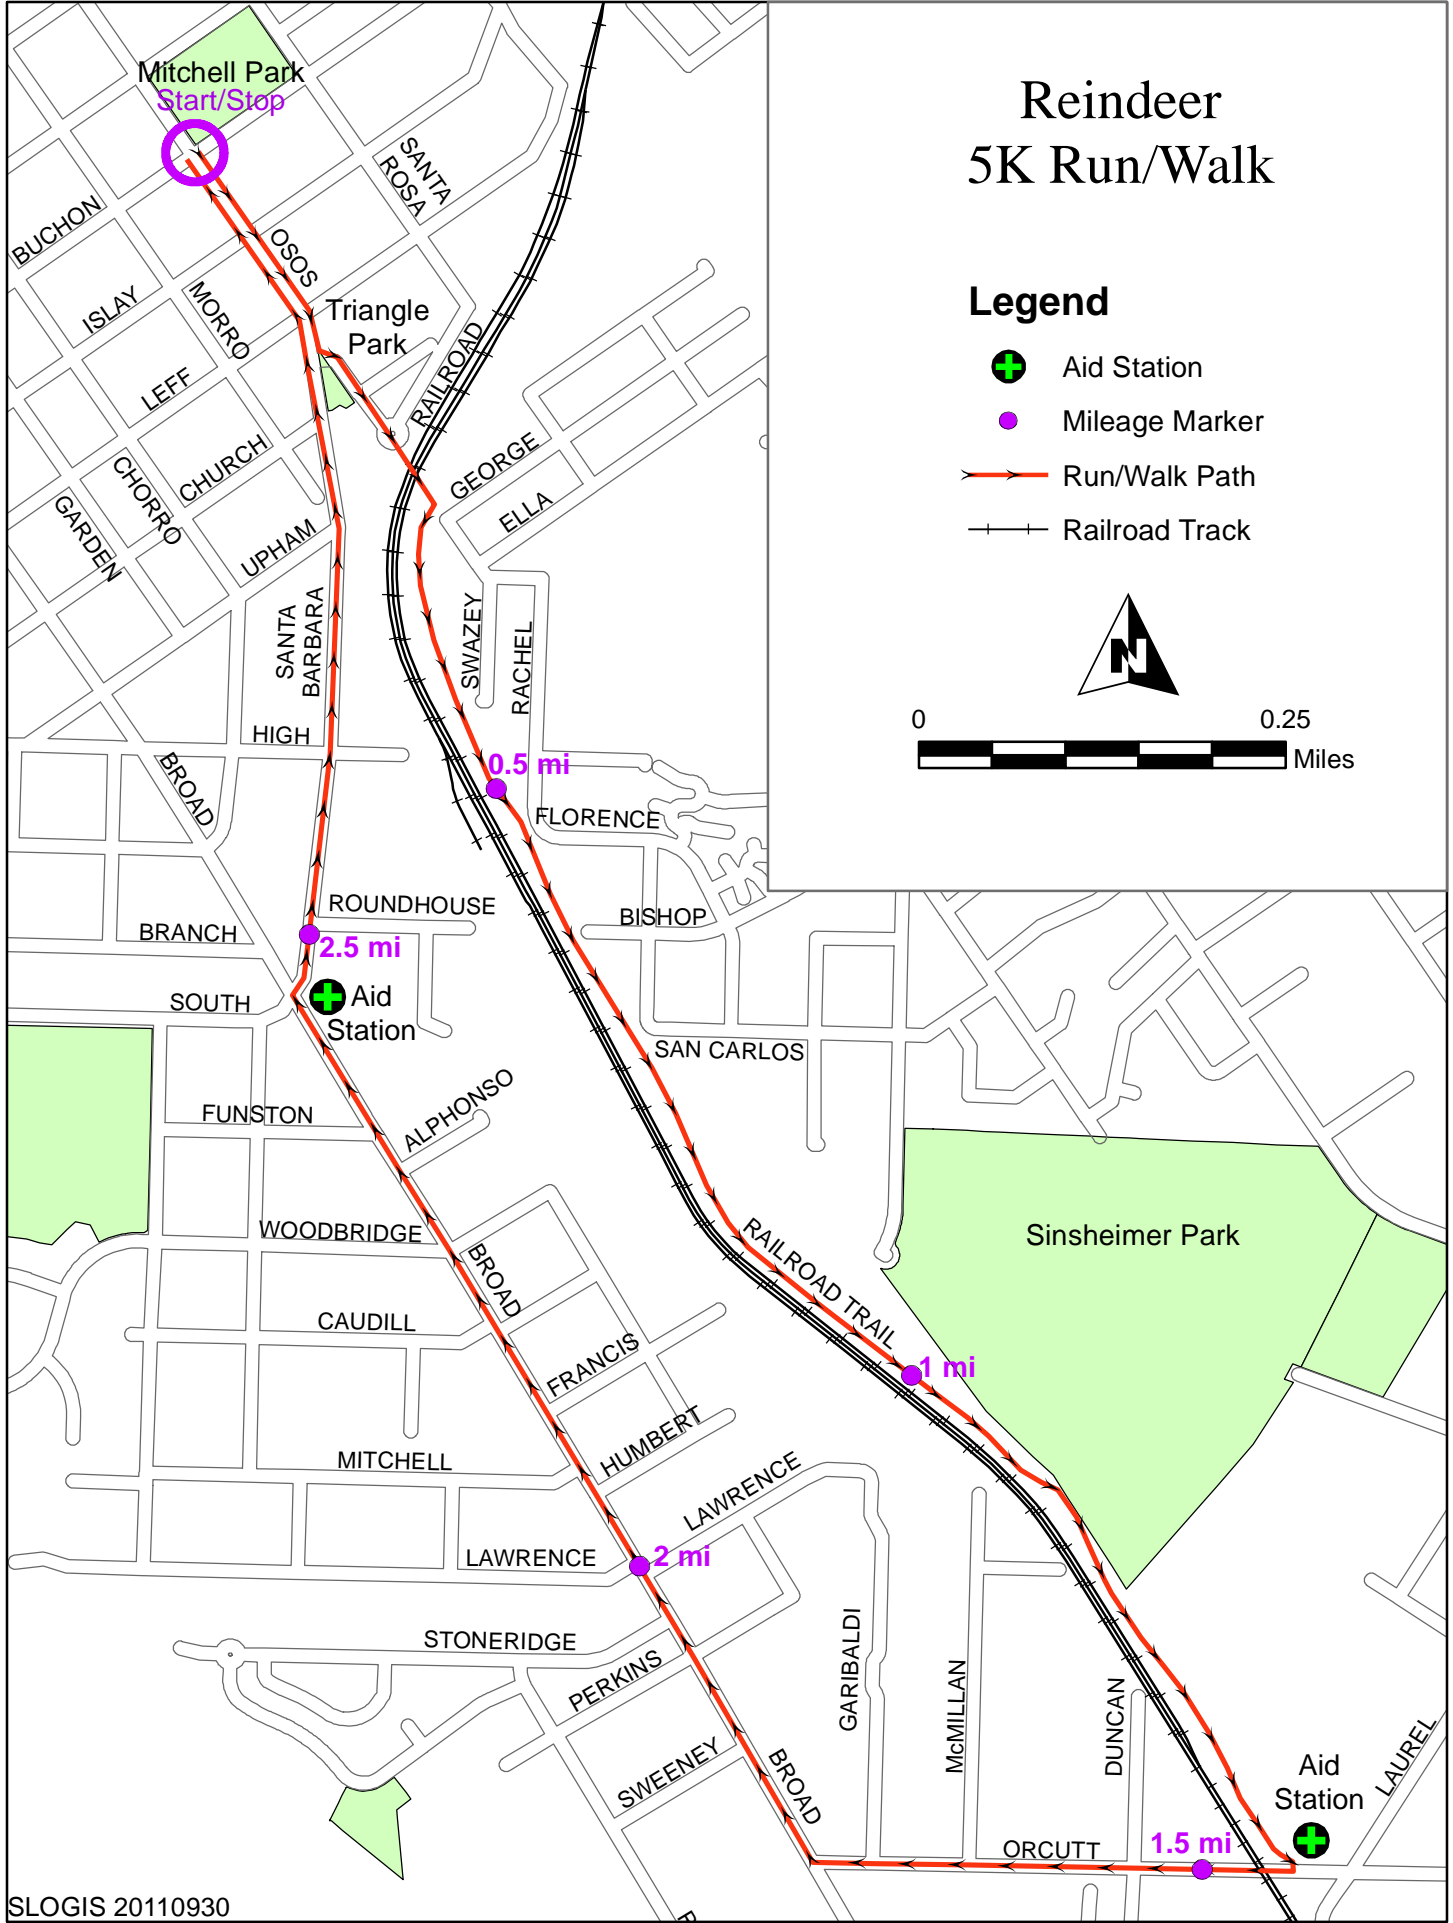 Reindeer
5K Run/Walk
Legend
Aid Station
Mileage Marker
Run/Walk Path
Railroad Track
N
0
0.25
Miles
Mitchell Park
Start/Stop
SANTA
ROSA
BUCHON
OSOS
ISLAY
MORRO
Triangle
Park
RAILROAD
LEFF
CHURCH
CHORRO
GARDEN
UPHAM
GEORGE
ELLA
SANTA
BARBARA
SWAZEY
RACHEL
HIGH
BROAD
0.5 mi
FLORENCE
ROUNDHOUSE
BISHOP
BRANCH
2.5 mi
SOUTH
Aid
Station
SAN CARLOS
ALPHONSO
FUNSTON
WOODBRIDGE
BROAD
RAILROAD TRAIL
Sinsheimer Park
CAUDILL
FRANCIS
1 mi
HUMBERT
MITCHELL
LAWRENCE
LAWRENCE
2 mi
STONERIDGE
PERKINS
GARIBALDI
McMILLAN
DUNCAN
SWEENEY
BROAD
LAUREL
Aid
Station
ORCUTT
1.5 mi
SLOGIS 20110930